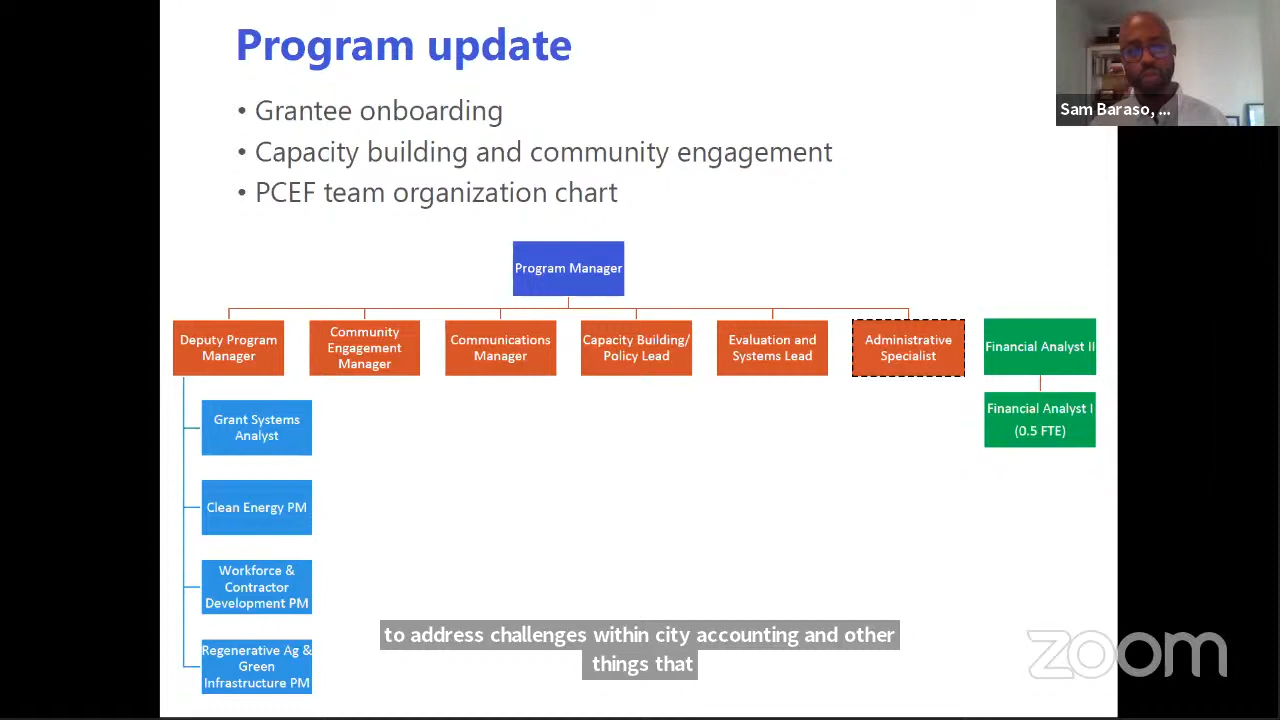 Program update
• Grantee onboarding
• Capacity building and community engagement
• PCEF team organization chart
Sam Baraso, ...
Program Manager
Deputy Program
Manager
Community
Engagement
Manager
Communications
Manager
Capacity Building/
Policy Lead
Evaluation and
Systems Lead
Administrative
Specialist
Financial Analyst II
Financial Analyst I
(0.5 FTE)
Grant Systems
Analyst
Clean Energy PM
Workforce &
Contractor
Development PM
Regenerative Ag &
Green
Infrastructure PM
to address challenges within city accounting and other
things that
zoom